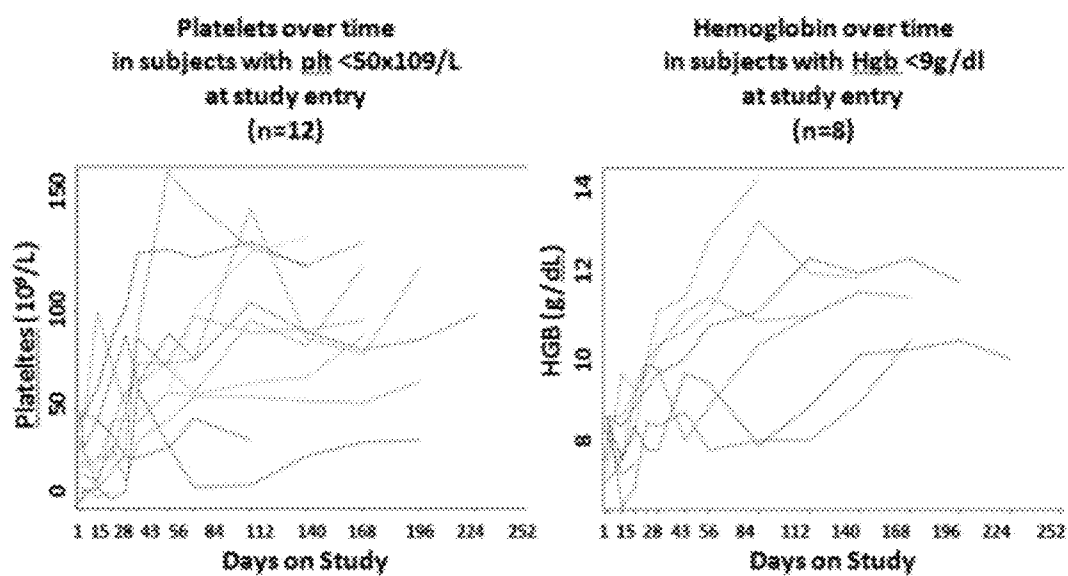 Platelets over time
in subjects with plt <50x109/L
at study entry
(n=12)
Plateltes (10⁹/L)
150
100
50
0
1 15 28 43 56 84 112 140 168 196 252
Days on Study
Hemoglobin over time
in subjects with Hgb <9g/dl
at study entry
(n=8)
HGB (g/dL)
14
12
10
8
1 15 28 43 56 84 112 140 168 196 224 252
Days on Study